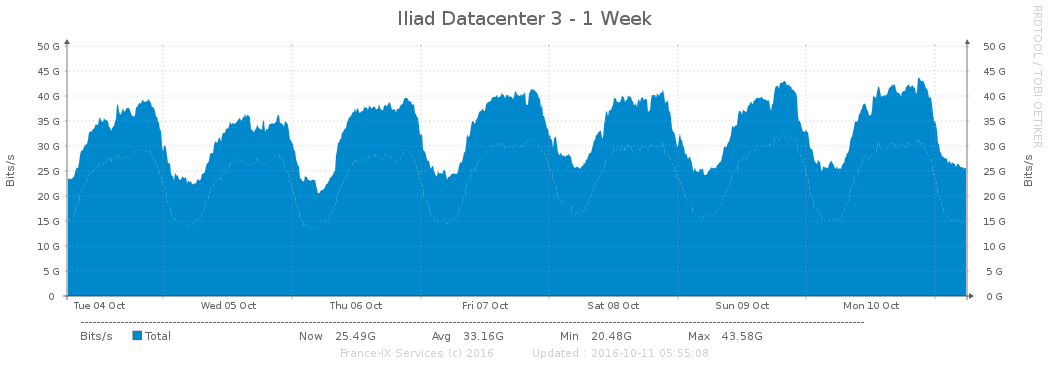 Iliad Datacenter 3 - 1 Week
RRDTOOL / TOBI OETIKER
Bits/s
50 G
45 G
40 G
35 G
30 G
25 G
20 G
15 G
10 G
5 G
0
50 G
45 G
40 G
35 G
30 G
25 G
20 G
15 G
10 G
5 G
0 G
Bits/s
Tue 04 Oct Wed 05 Oct Thu 06 Oct Fri 07 Oct Sat 08 Oct Sun 09 Oct Mon 10 Oct
Bits/s Total Now 25.49G Avg 33.16G Min 20.48G Max 43.58G
France-IX Services (c) 2016 Updated : 2016-10-11 05:55:08